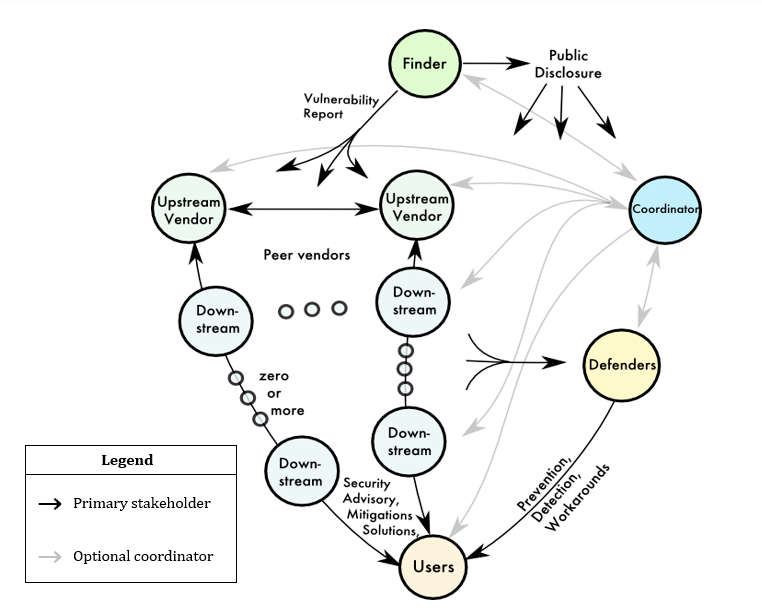 Finder
Public
Disclosure
Vulnerability
Report
Upstream
Vendor
Upstream
Vendor
Coordinator
Peer vendors
Down-
stream
Down-
stream
zero
or
more
Defenders
Down-
stream
Down-
stream
Security
Advisory,
Mitigations
Solutions,
Prevention,
Detection,
Workarounds
Users
Legend
Primary stakeholder
Optional coordinator